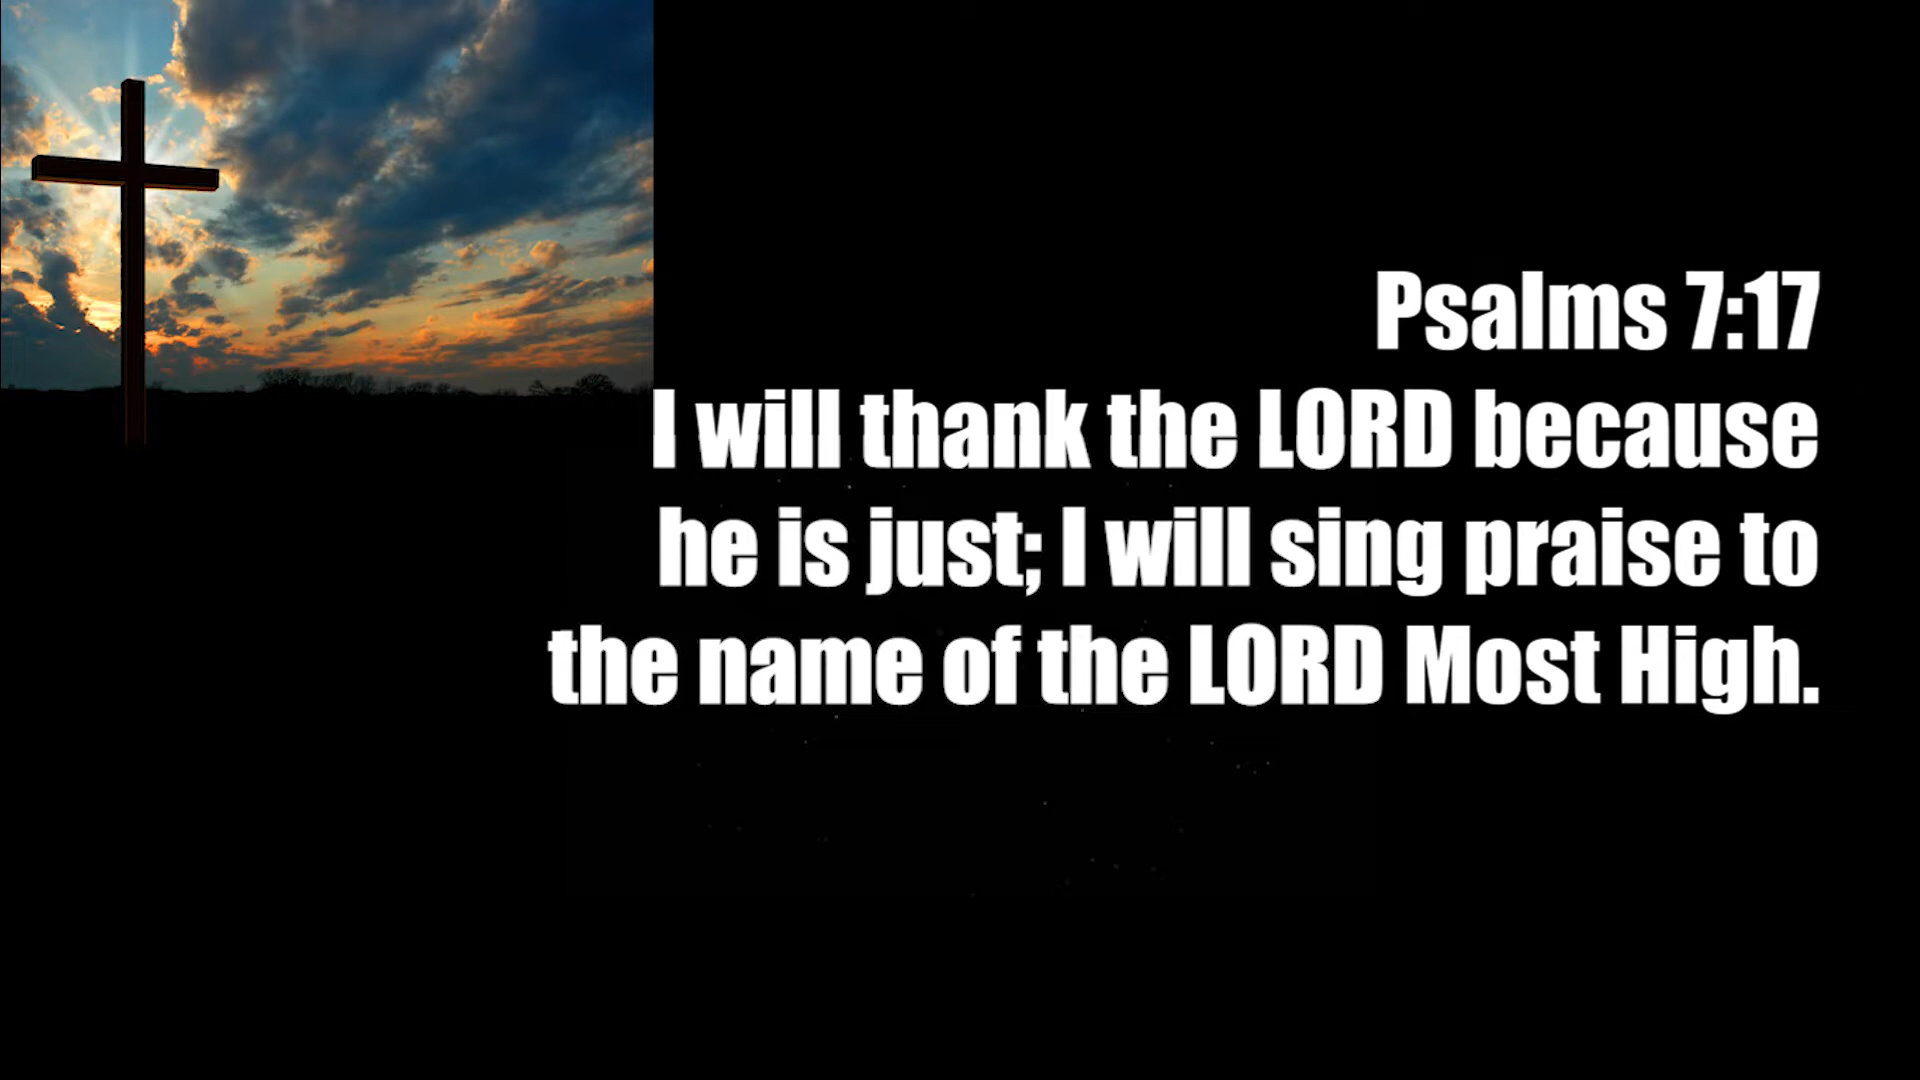 Psalms 7:17
I will thank the LORD because
he is just; I will sing praise to
the name of the LORD Most High.